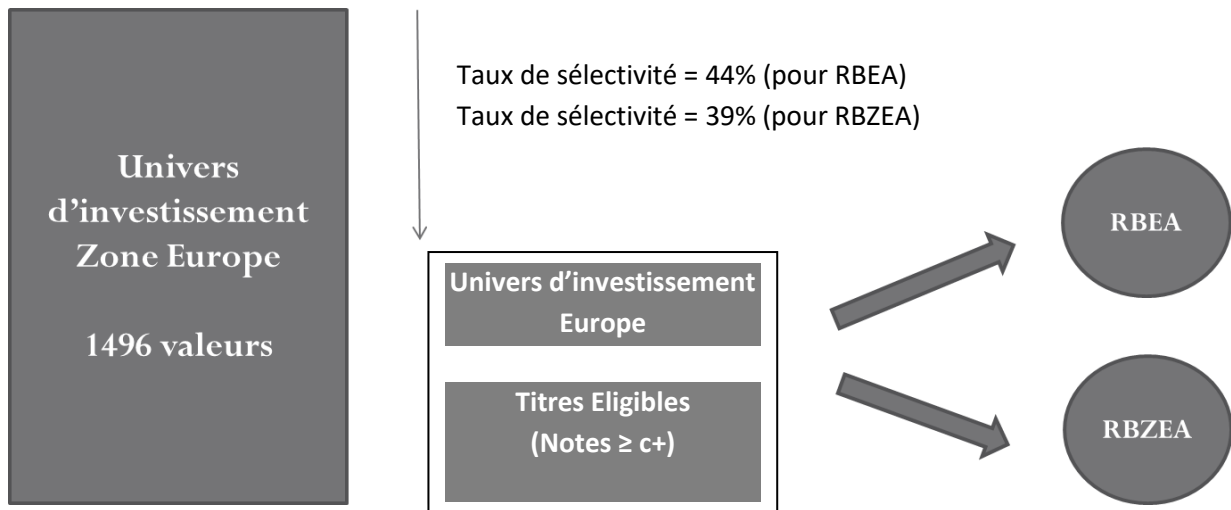 Univers
d’investissement
Zone Europe
1496 valeurs
Taux de sélectivité = 44% (pour RBEA)
Taux de sélectivité = 39% (pour RBZEA)
Univers d’investissement
Europe
Titres Eligibles
(Notes ≥ c+)
RBEA
RBZEA